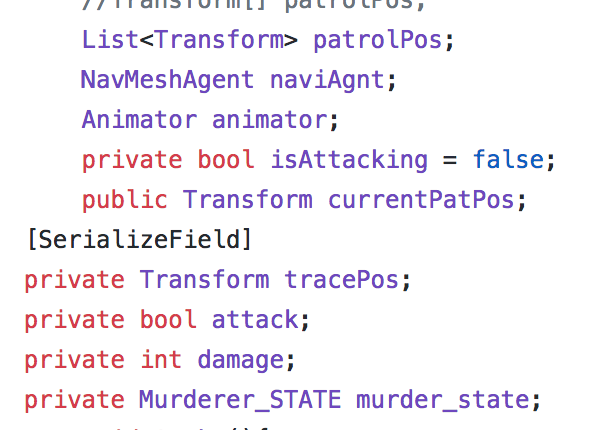 //Transform[] patrolPos;
List<Transform> patrolPos;
NavMeshAgent naviAgnt;
Animator animator;
private bool isAttacking = false;
public Transform currentPatPos;
[SerializeField]
private Transform tracePos;
private bool attack;
private int damage;
private Murderer_STATE murder_state;